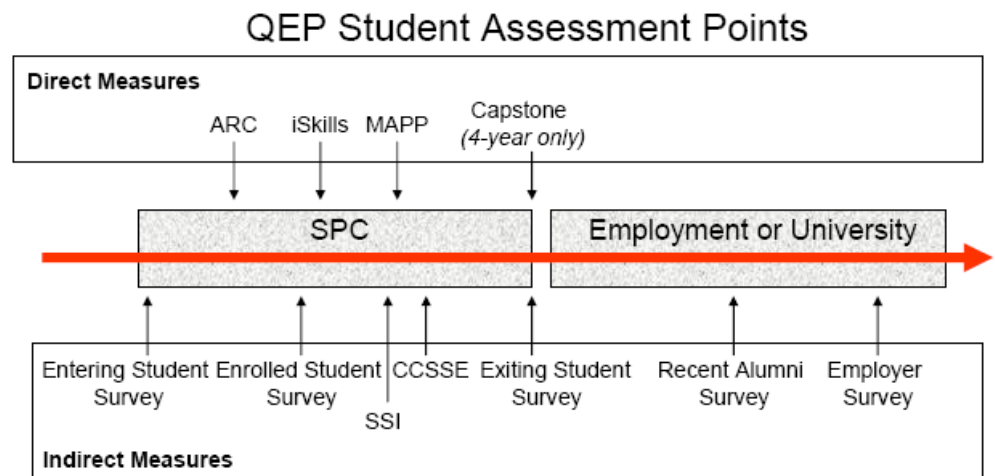 QEP Student Assessment Points
Direct Measures
ARC iSkills MAPP Capstone
(4-year only)
SPC Employment or University
Entering Student Enrolled Student CCSSE Exiting Student Recent Alumni Employer
Survey Survey Survey Survey Survey
SSI
Indirect Measures